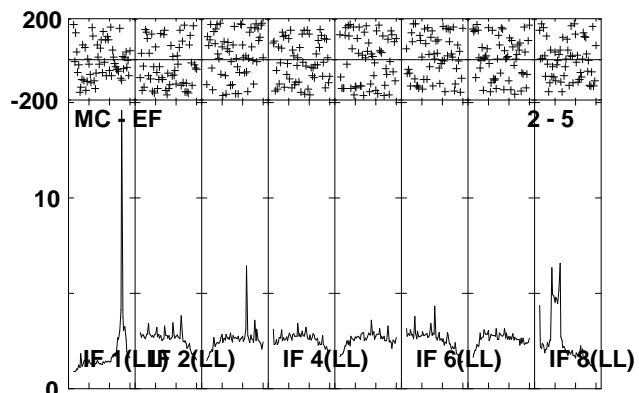 200
-200
MC - EF 2 - 5
10
IF 1(LL) IF 2(LL) IF 4(LL) IF 6(LL) IF 8(LL)
0